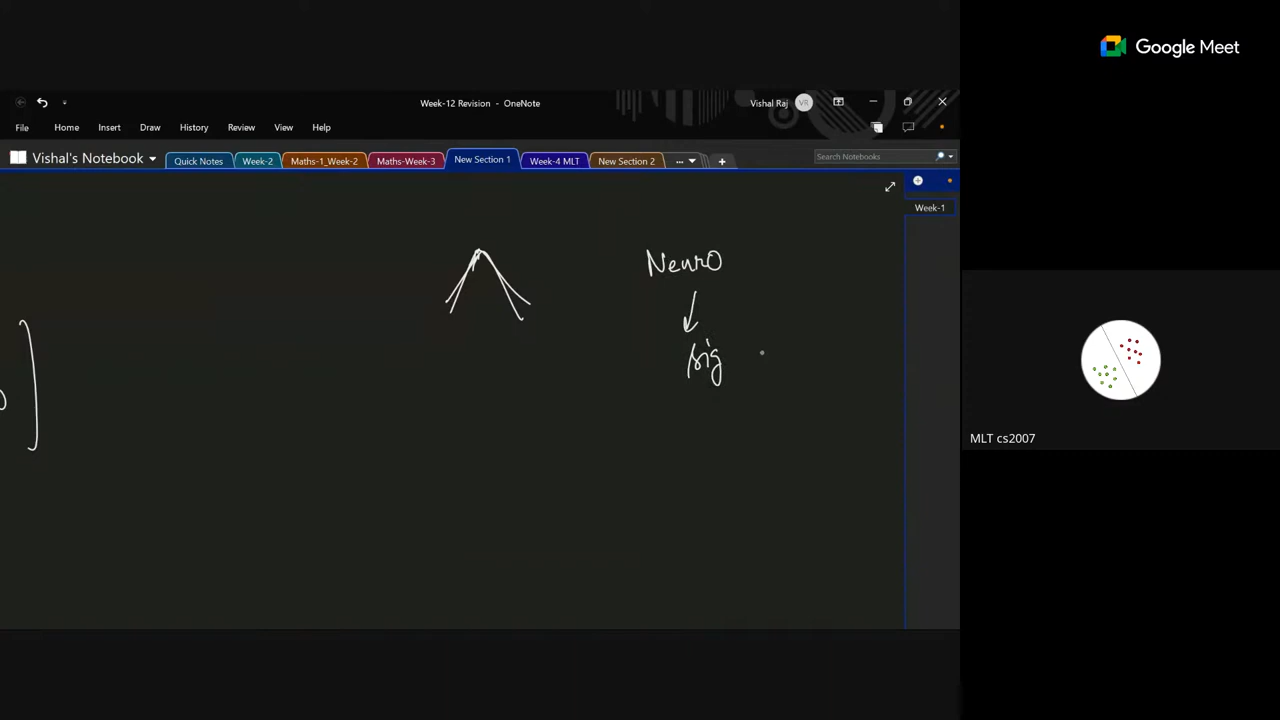 Google Meet
Week-12 Revision - OneNote
Vishal Raj VR
File Home Insert Draw History Review View Help
Vishal's Notebook
Quick Notes Week-2 Maths-1_Week-2 Maths-Week-3 New Section 1 Week-4 MLT New Section 2 ...
Search Notebooks
Week-1
Neuro
sig
MLT cs2007